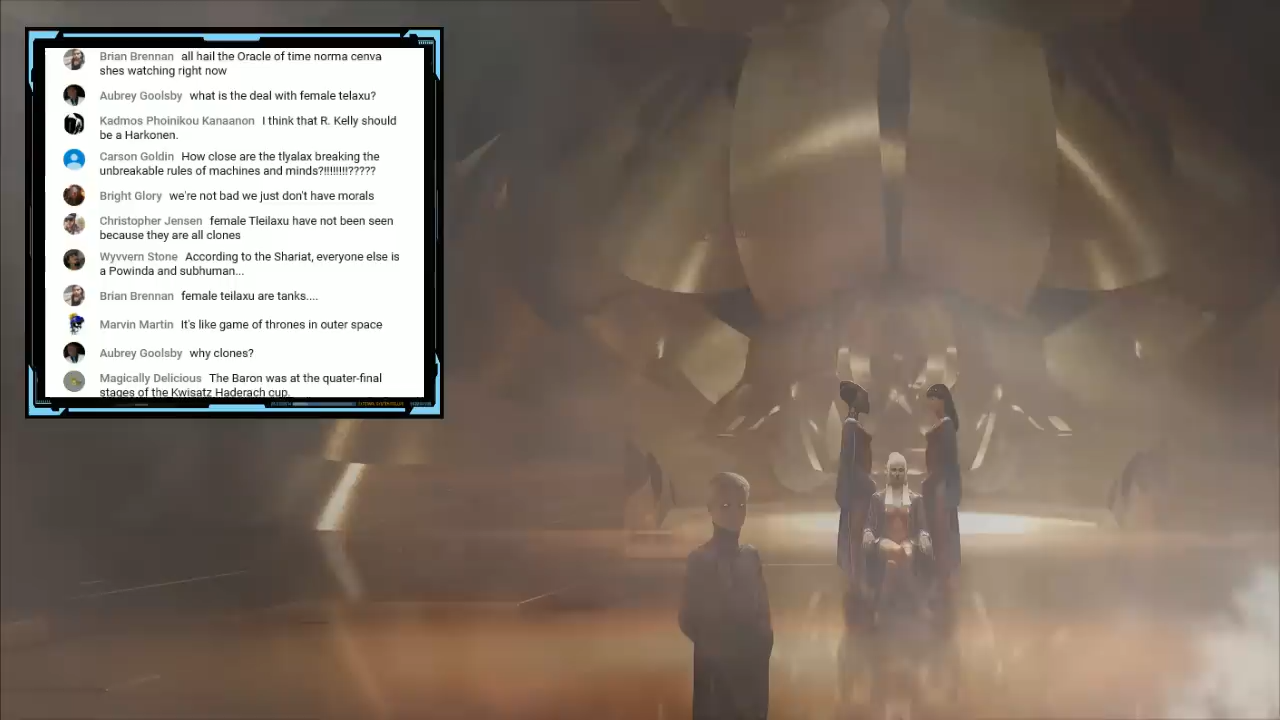 Brian Brennan all hail the Oracle of time norma cenva
shes watching right now
Aubrey Goolsby what is the deal with female telaxu?
Kadmos Phoinikou Kanaanon I think that R. Kelly should
be a Harkonen.
Carson Goldin How close are the tlyalax breaking the
unbreakable rules of machines and minds?!!!!!!!!?????
Bright Glory we're not bad we just don't have morals
Christopher Jensen female Tleilaxu have not been seen
because they are all clones
Wyvvern Stone According to the Shariat, everyone else is
a Powinda and subhuman...
Brian Brennan female teilaxu are tanks....
Marvin Martin It's like game of thrones in outer space
Aubrey Goolsby why clones?
Magically Delicious The Baron was at the quater-final
stages of the Kwisatz Haderach cup.